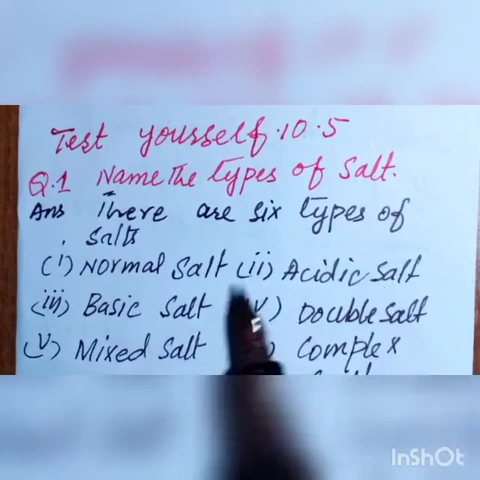 Test yourself.10.5
Q.1 Name the types of Salt.
Ans There are six types of
salts
(i) Normal Salt (ii) Acidic Salt
(iii) Basic Salt v) Double Salt
(v) Mixed Salt ) Complex
InShOt